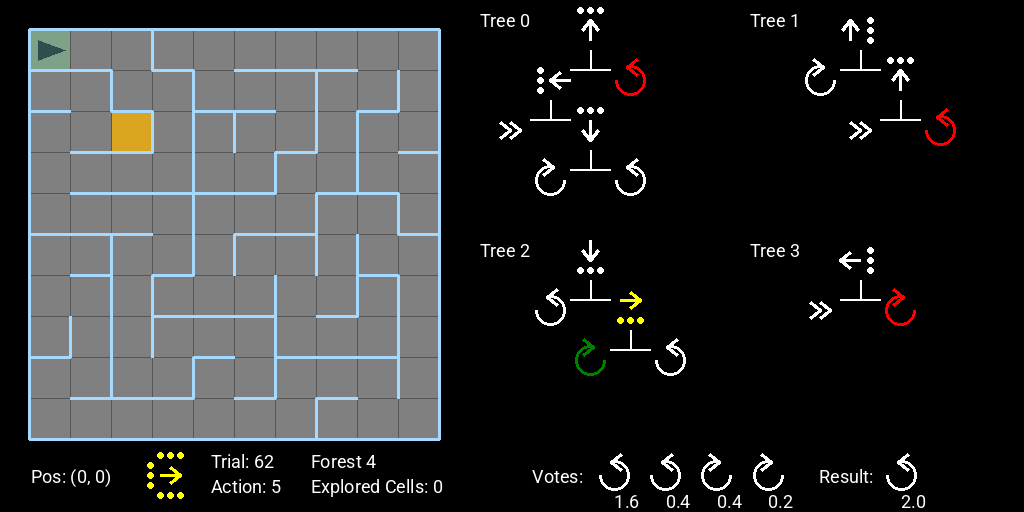 Tree 0
Tree 1
Tree 2
Tree 3
Pos: (0, 0)
Trial: 62
Forest 4
Action: 5
Explored Cells: 0
Votes:
1.6
0.4
0.4
0.2
Result:
2.0